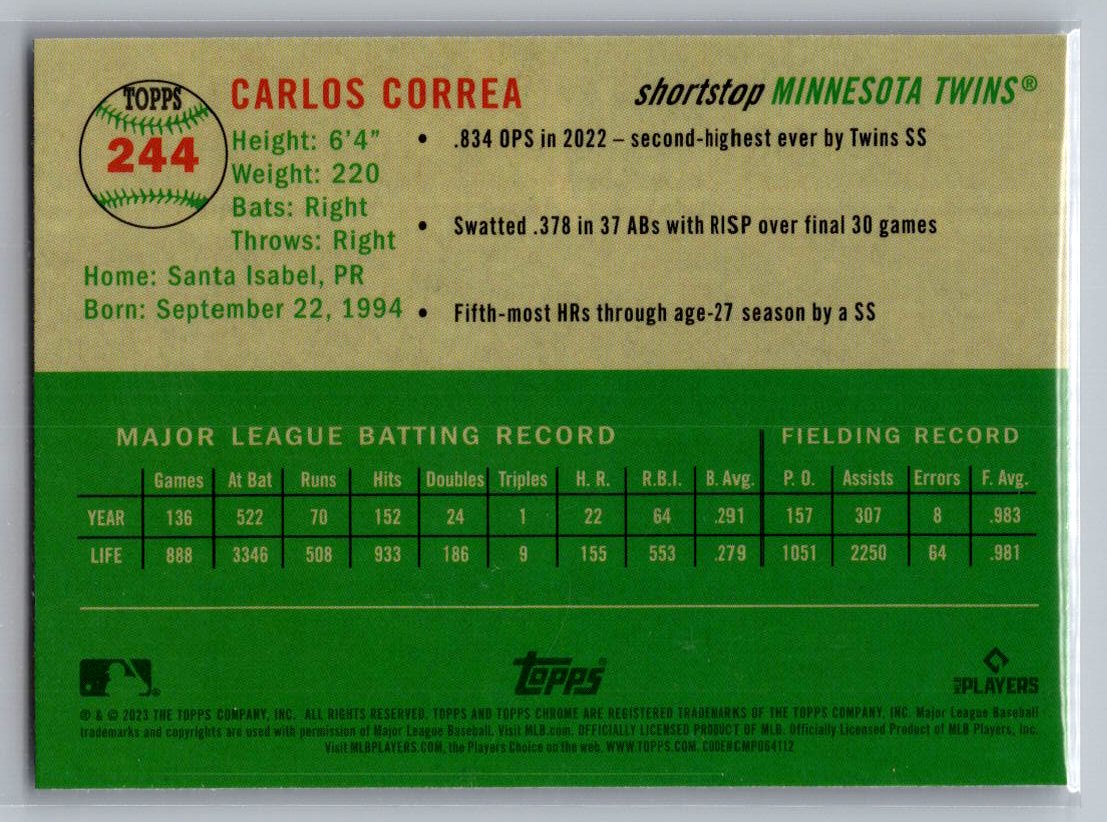 TOPPS
244
CARLOS CORREA
shortstop MINNESOTA TWINS®
Height: 6'4"
Weight: 220
Bats: Right
Throws: Right
Home: Santa Isabel, PR
Born: September 22, 1994
• .834 OPS in 2022 – second-highest ever by Twins SS
• Swatted .378 in 37 ABs with RISP over final 30 games
• Fifth-most HRs through age-27 season by a SS
MAJOR LEAGUE BATTING RECORD FIELDING RECORD
Games At Bat Runs Hits Doubles Triples H. R. R.B.I. B. Avg. P. O. Assists Errors F. Avg.
YEAR 136 522 70 152 24 1 22 64 .291 157 307 8 .983
LIFE 888 3346 508 933 186 9 155 553 .279 1051 2250 64 .981
Topps®
MLB PLAYERS
® & © 2023 THE TOPPS COMPANY, INC. ALL RIGHTS RESERVED. TOPPS AND TOPPS CHROME ARE REGISTERED TRADEMARKS OF THE TOPPS COMPANY, INC. Major League Baseball
trademarks and copyrights are used with permission of Major League Baseball. Visit MLB.com. OFFICIALLY LICENSED PRODUCT OF MLB. Officially Licensed Product of MLB Players, Inc.
Visit MLBPLAYERS.COM, the Players Choice on the web. WWW.TOPPS.COM. CODE#CMP064112